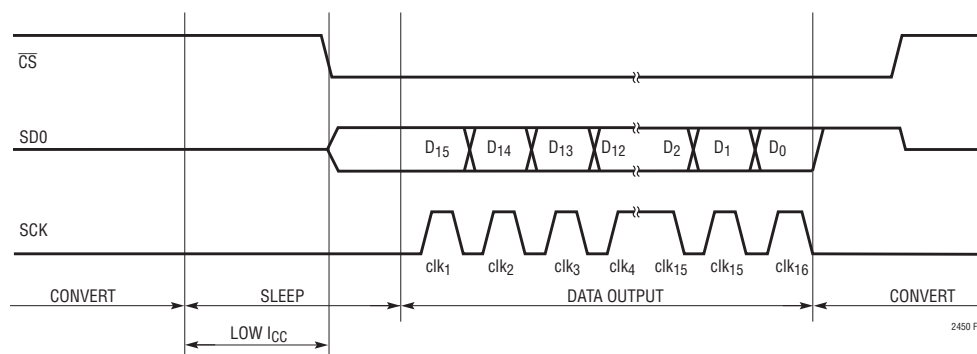 CS
SD0
D15 D14 D13 D12 D2 D1 D0
SCK
clk1 clk2 clk3 clk4 clk15 clk15 clk16
CONVERT SLEEP DATA OUTPUT CONVERT
LOW ICC
2450 F